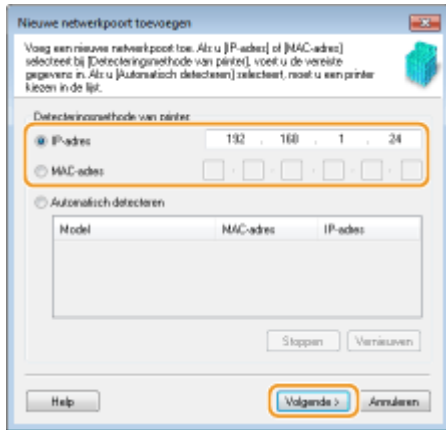 Nieuwe netwerkpoort toevoegen
Voeg een nieuwe netwerkpoort toe. Als u [IP-adres] of [MAC-adres]
selecteert bij [Detecteringsmethode van printer], voert u de vereiste
gegevens in. Als u [Automatisch detecteren] selecteert, moet u een printer
kiezen in de lijst.
Detecteringsmethode van printer
IP-adres 192 . 168 . 1 . 24
MAC-adres - - - - -
Automatisch detecteren
Model MAC-adres IP-adres
Stoppen Vernieuwen
Help Volgende > Annuleren